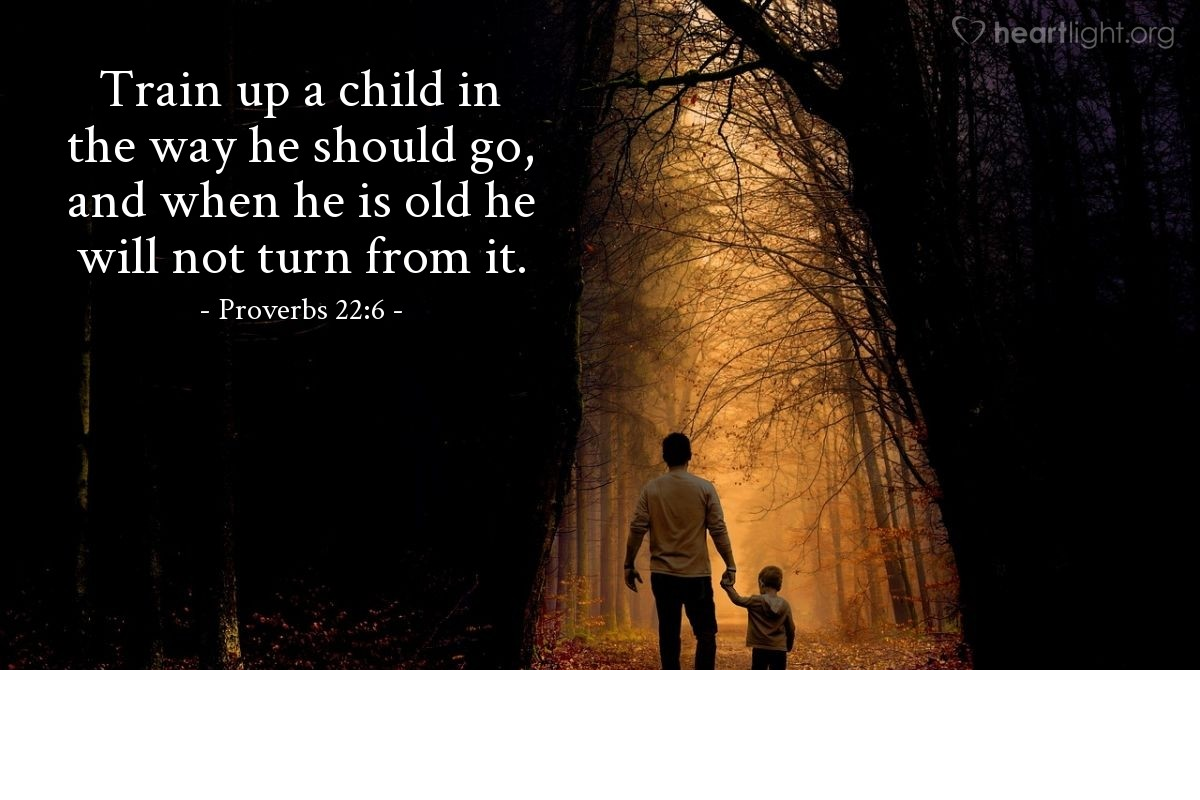 heartlight.org
Train up a child in
the way he should go,
and when he is old he
will not turn from it.
- Proverbs 22:6 -